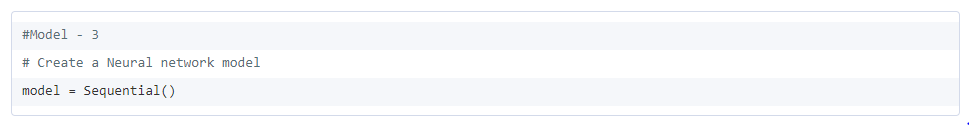 #Model - 3
# Create a Neural network model
model = Sequential()